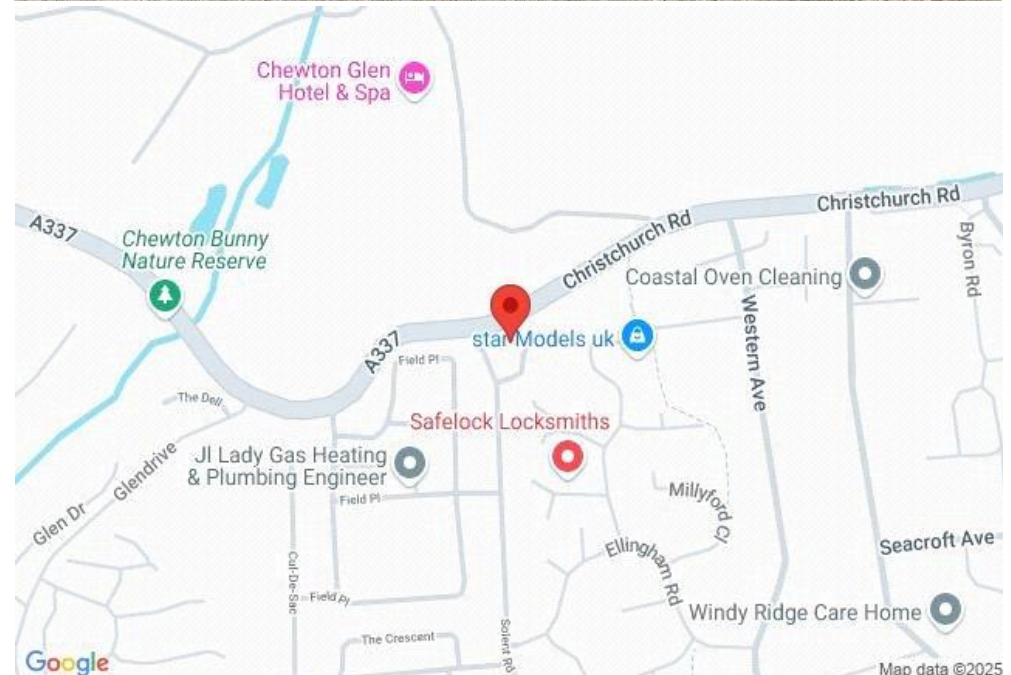 Chewton Glen
Hotel & Spa
A337
Chewton Bunny
Nature Reserve
Christchurch Rd
Christchurch Rd
Byron Rd
Coastal Oven Cleaning
Western Ave
star Models uk
A337
Field Pl
The Dell
Safelock Locksmiths
Jl Lady Gas Heating
& Plumbing Engineer
Glendrive
Glen Dr
Field Pl
Millyford Cl
Seacroft Ave
Ellingham Rd
Cul-De-Sac
Field Pl
Windy Ridge Care Home
The Crescent
Solent Rd
Google
Map data ©2025